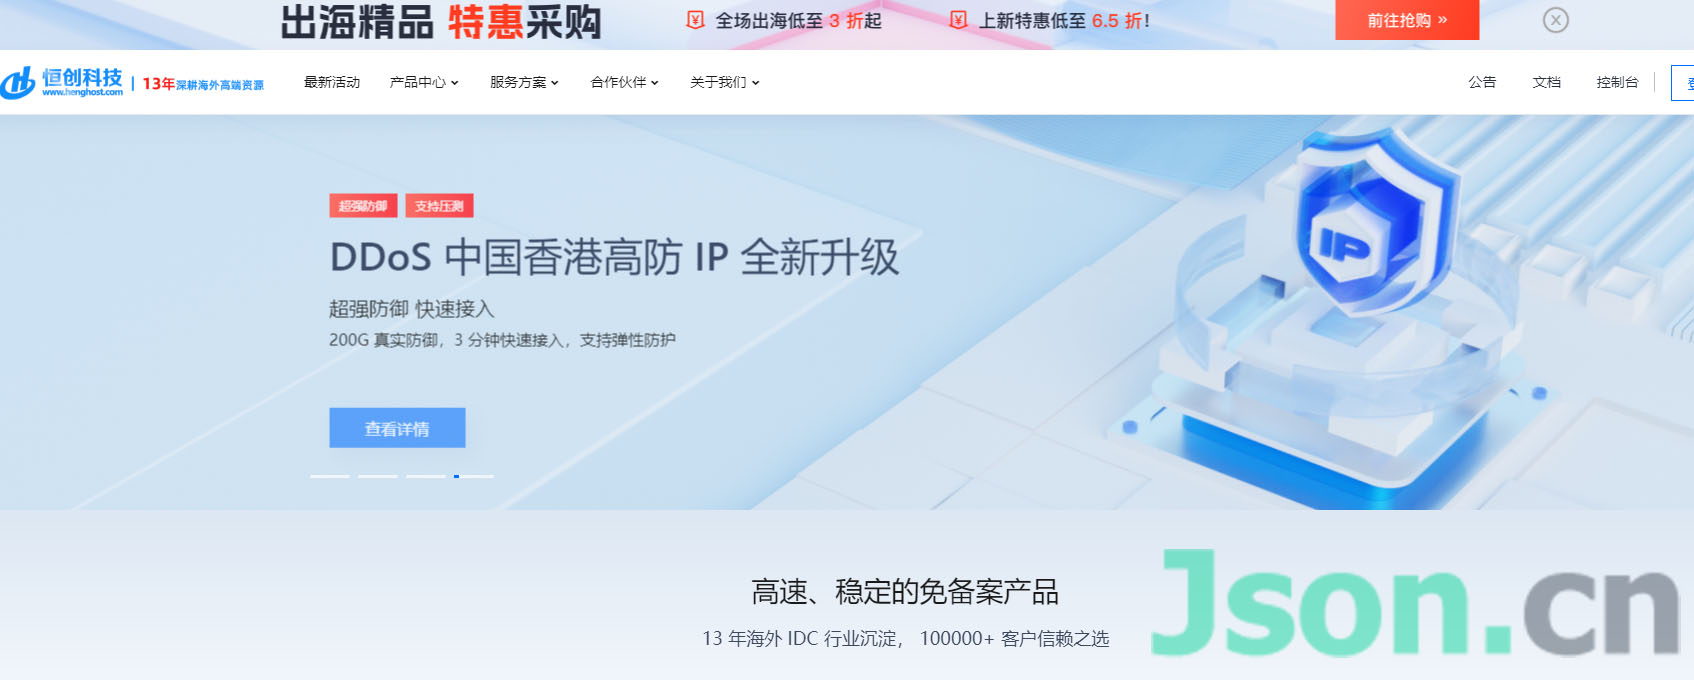 出海精品 特惠采购
全场出海低至 3 折起
上新特惠低至 6.5 折!
前往抢购 »
恒创科技
www.henghost.com
13年深耕海外高端资源
最新活动
产品中心
服务方案
合作伙伴
关于我们
公告
文档
控制台
超强防御
支持压测
DDoS 中国香港高防 IP 全新升级
超强防御 快速接入
200G 真实防御，3 分钟快速接入，支持弹性防护
查看详情
IP
高速、稳定的免备案产品
13 年海外 IDC 行业沉淀， 100000+ 客户信赖之选
Json.cn